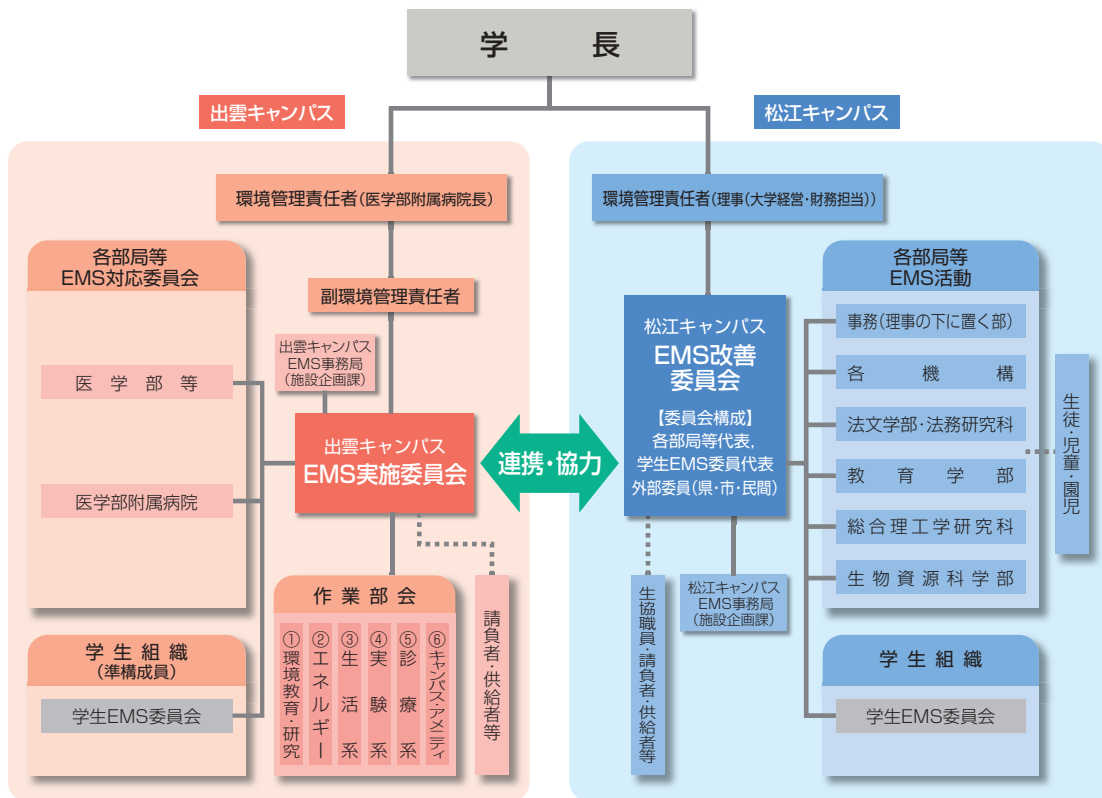 学長
出雲キャンパス
環境管理責任者(医学部附属病院長)
各部局等
EMS対応委員会
副環境管理責任者
出雲キャンパス
EMS事務局
(施設企画課)
医学部等
出雲キャンパス
EMS実施委員会
医学部附属病院
作業部会
①環境教育・研究
②エネルギー
③生活系
④実験系
⑤診療系
⑥キャンパス・アメニティ
請負者・供給者等
学生組織
(準構成員)
学生EMS委員会
連携・協力
松江キャンパス
環境管理責任者(理事(大学経営・財務担当))
松江キャンパス
EMS改善
委員会
【委員会構成】
各部局等代表,
学生EMS委員代表
外部委員(県・市・民間)
生協職員・請負者・供給者等
松江キャンパス
EMS事務局
(施設企画課)
各部局等
EMS活動
事務(理事の下に置く部)
各機構
法文学部・法務研究科
教育学部
総合理工学研究科
生物資源科学部
生徒・児童・園児
学生組織
学生EMS委員会